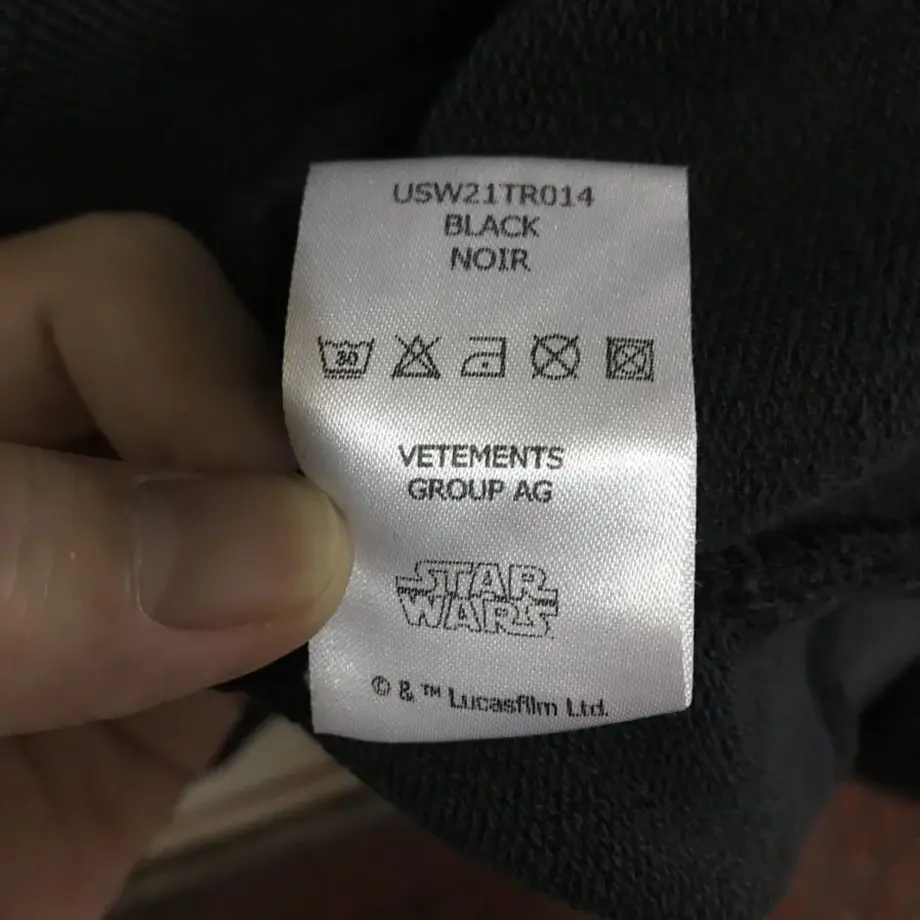 USW21TR014
BLACK
NOIR
30
VETEMENTS
GROUP AG
STAR
WARS
© & ™ Lucasfilm Ltd.